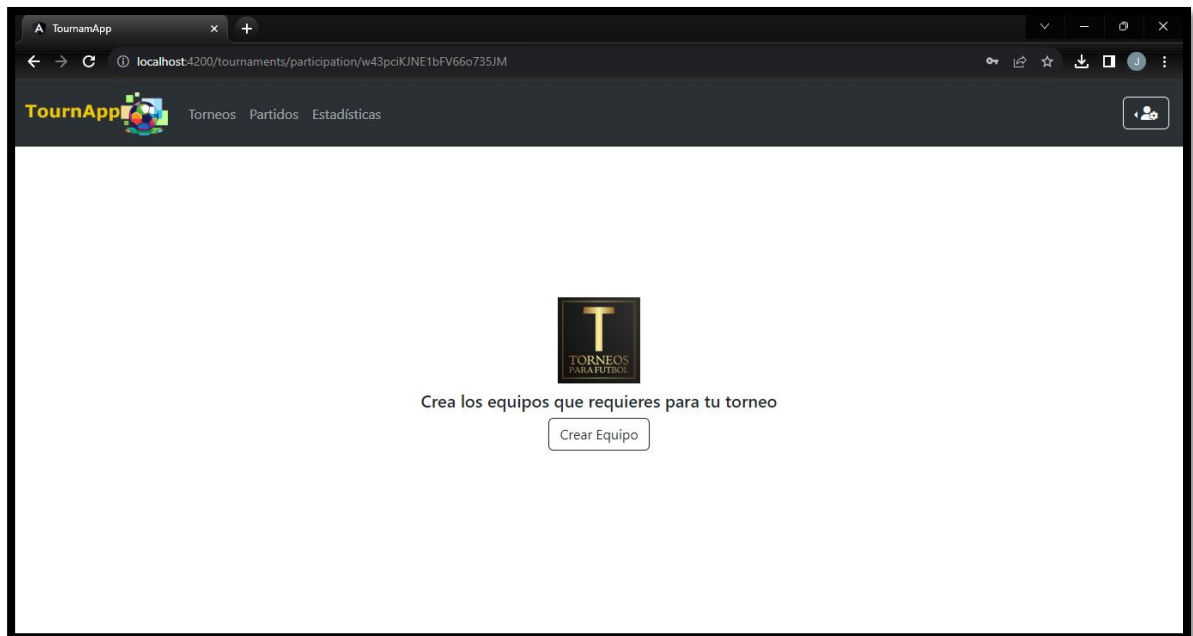 TournamApp
localhost:4200/tournaments/participation/w43pciKJNE1bFV66o735JM
J
TournApp
Torneos Partidos Estadísticas
T
TORNEOS
PARA FUTBOL
Crea los equipos que requieres para tu torneo
Crear Equipo